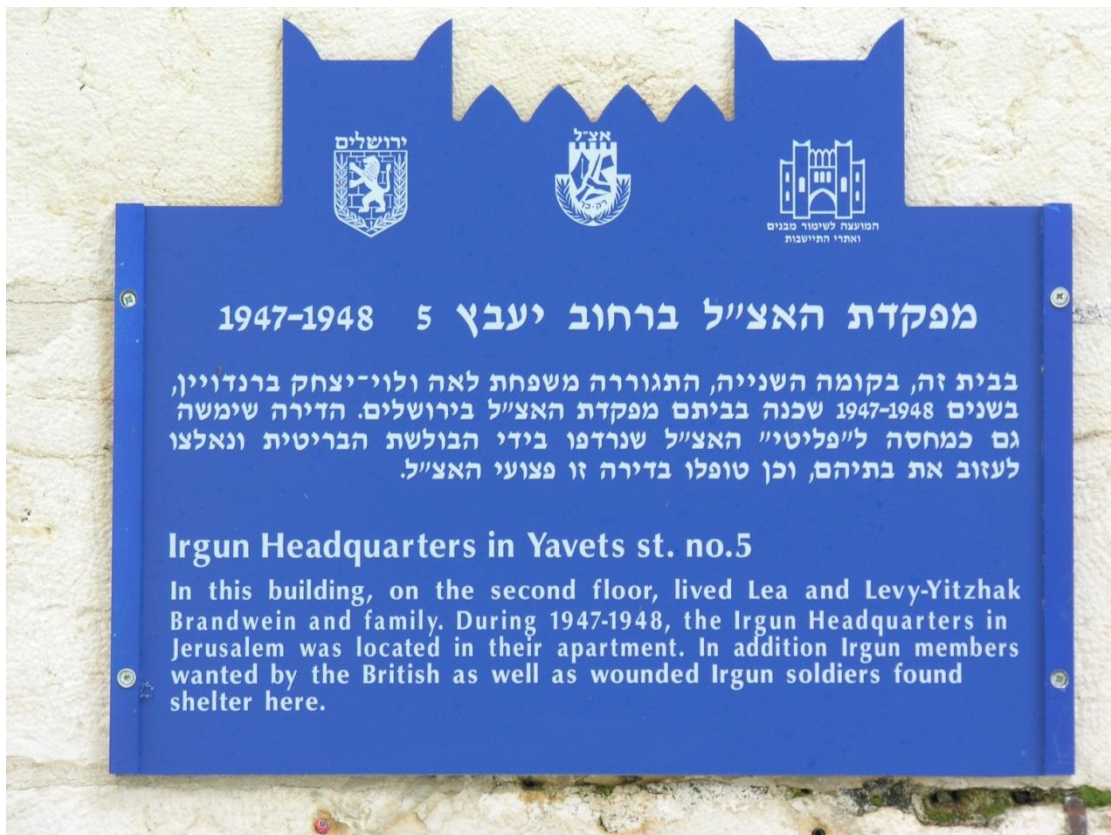 ירושלים
אצ״ל
רק-כך
המועצה לשימור מבנים
ואתרי התיישבות
מפקדת האצ״ל ברחוב יעבץ 5 1947-1948
בבית זה, בקומה השנייה, התגוררה משפחת לאה ולוי-יצחק ברנדויין,
בשנים 1947-1948 שכנה בביתם מפקדת האצ״ל בירושלים. הדירה שימשה
גם כמחסה ל״פליטי״ האצ״ל שנרדפו בידי הבולשת הבריטית ונאלצו
לעזוב את בתיהם, וכן טופלו בדירה זו פצועי האצ״ל.
Irgun Headquarters in Yavets st. no.5
In this building, on the second floor, lived Lea and Levy-Yitzhak
Brandwein and family. During 1947-1948, the Irgun Headquarters in
Jerusalem was located in their apartment. In addition Irgun members
wanted by the British as well as wounded Irgun soldiers found
shelter here.